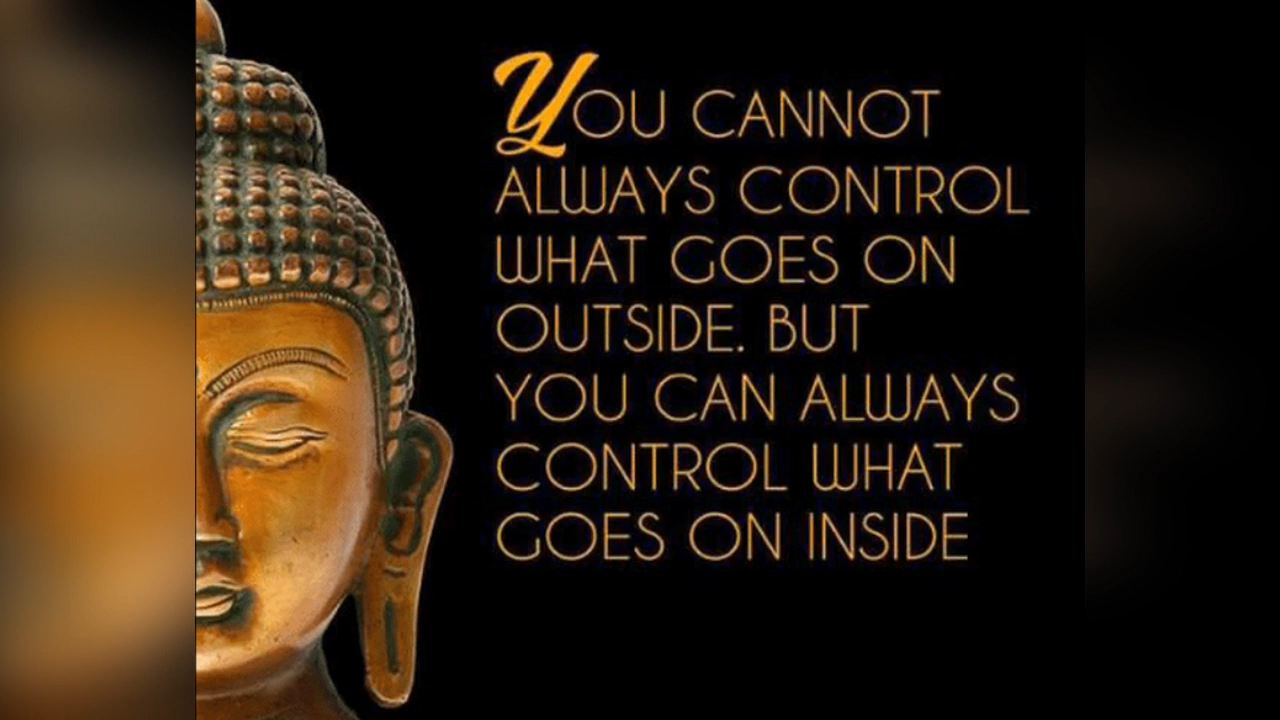 YOU CANNOT
ALWAYS CONTROL
WHAT GOES ON
OUTSIDE. BUT
YOU CAN ALWAYS
CONTROL WHAT
GOES ON INSIDE